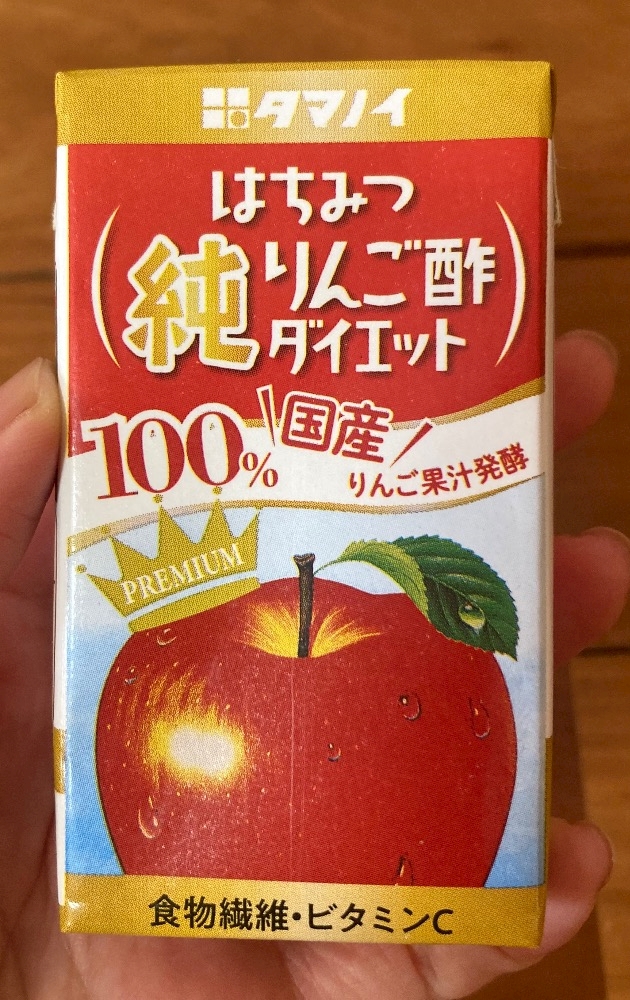 タマノイ
はちみつ
純りんご酢
ダイエット
100%国産
りんご果汁発酵
PREMIUM
食物繊維・ビタミンC